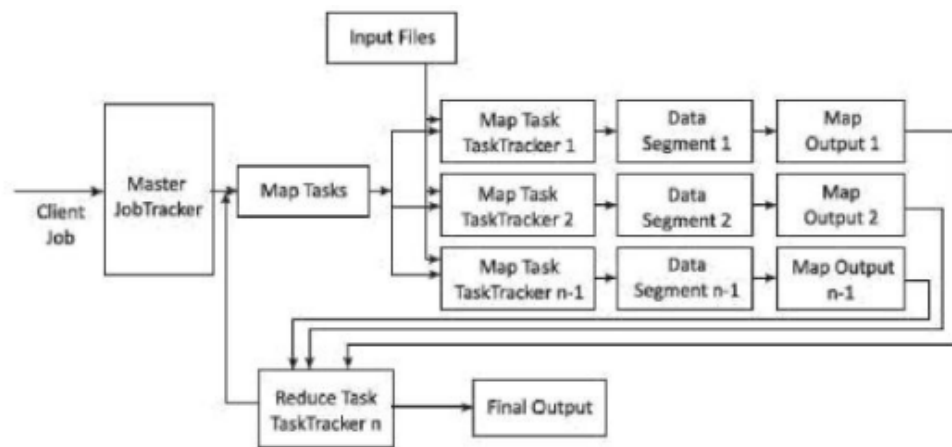 Input Files
Client
Job
Master
JobTracker
Map Tasks
Map Task
TaskTracker 1
Data
Segment 1
Map
Output 1
Map Task
TaskTracker 2
Data
Segment 2
Map
Output 2
Map Task
TaskTracker n-1
Data
Segment n-1
Map Output
n-1
Reduce Task
TaskTracker n
Final Output